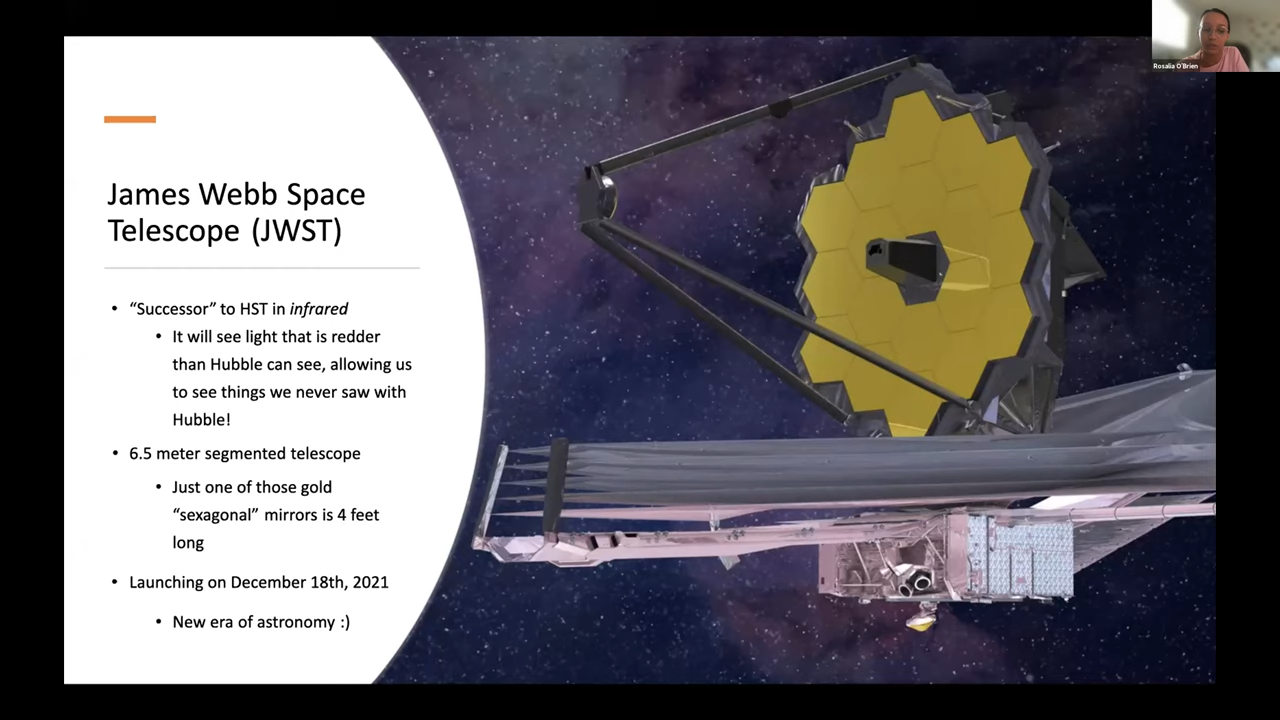 Rosalia O'Brien
James Webb Space
Telescope (JWST)
• “Successor” to HST in infrared
• It will see light that is redder
than Hubble can see, allowing us
to see things we never saw with
Hubble!
• 6.5 meter segmented telescope
• Just one of those gold
“sexagonal” mirrors is 4 feet
long
• Launching on December 18th, 2021
• New era of astronomy :)